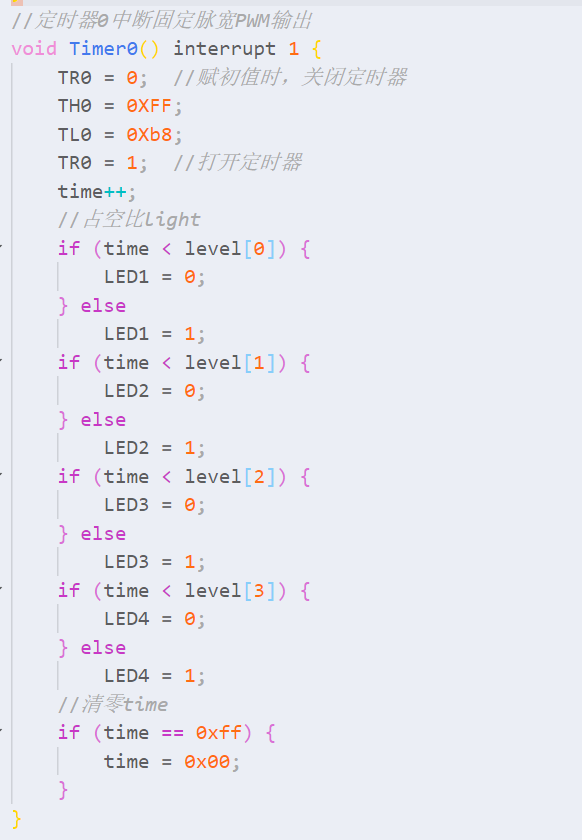 //定时器0中断固定脉宽PWM输出
void Timer0() interrupt 1 {
TR0 = 0;  //赋初值时，关闭定时器
TH0 = 0XFF;
TL0 = 0Xb8;
TR0 = 1;  //打开定时器
time++;
//占空比light
if (time < level[0]) {
LED1 = 0;
} else
LED1 = 1;
if (time < level[1]) {
LED2 = 0;
} else
LED2 = 1;
if (time < level[2]) {
LED3 = 0;
} else
LED3 = 1;
if (time < level[3]) {
LED4 = 0;
} else
LED4 = 1;
//清零time
if (time == 0xff) {
time = 0x00;
}
}